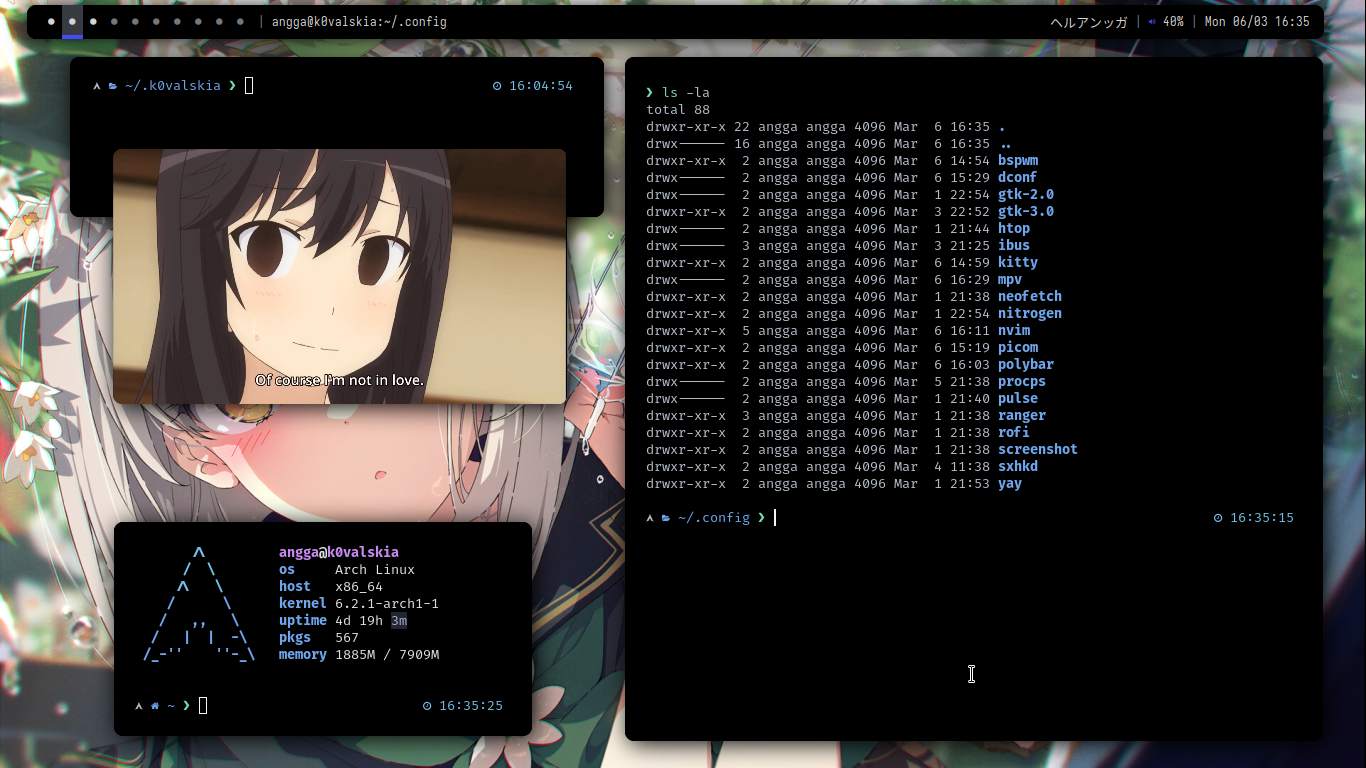 angga@k0valskia:~/.config
ヘルアンッガ | 40% | Mon 06/03 16:35
~/.k0valskia ❯ 16:04:54
Of course I'm not in love.
angga@k0valskia
os Arch Linux
host x86_64
kernel 6.2.1-arch1-1
uptime 4d 19h 3m
pkgs 567
memory 1885M / 7909M
~ ❯ 16:35:25
❯ ls -la
total 88
drwxr-xr-x 22 angga angga 4096 Mar  6 16:35 .
drwx------ 16 angga angga 4096 Mar  6 16:35 ..
drwxr-xr-x  2 angga angga 4096 Mar  6 14:54 bspwm
drwx------  2 angga angga 4096 Mar  6 15:29 dconf
drwx------  2 angga angga 4096 Mar  1 22:54 gtk-2.0
drwxr-xr-x  2 angga angga 4096 Mar  3 22:52 gtk-3.0
drwx------  2 angga angga 4096 Mar  1 21:44 htop
drwx------  3 angga angga 4096 Mar  3 21:25 ibus
drwxr-xr-x  2 angga angga 4096 Mar  6 14:59 kitty
drwx------  2 angga angga 4096 Mar  6 16:29 mpv
drwxr-xr-x  2 angga angga 4096 Mar  1 21:38 neofetch
drwxr-xr-x  2 angga angga 4096 Mar  1 22:54 nitrogen
drwxr-xr-x  5 angga angga 4096 Mar  6 16:11 nvim
drwxr-xr-x  2 angga angga 4096 Mar  6 15:19 picom
drwxr-xr-x  2 angga angga 4096 Mar  6 16:03 polybar
drwx------  5 angga angga 4096 Mar  5 21:38 procps
drwx------  2 angga angga 4096 Mar  1 21:40 pulse
drwxr-xr-x  3 angga angga 4096 Mar  1 21:38 ranger
drwxr-xr-x  2 angga angga 4096 Mar  1 21:38 rofi
drwxr-xr-x  2 angga angga 4096 Mar  1 21:38 screenshot
drwxr-xr-x  2 angga angga 4096 Mar  4 11:38 sxhkd
drwxr-xr-x  2 angga angga 4096 Mar  1 21:53 yay
~/.config ❯ 16:35:15